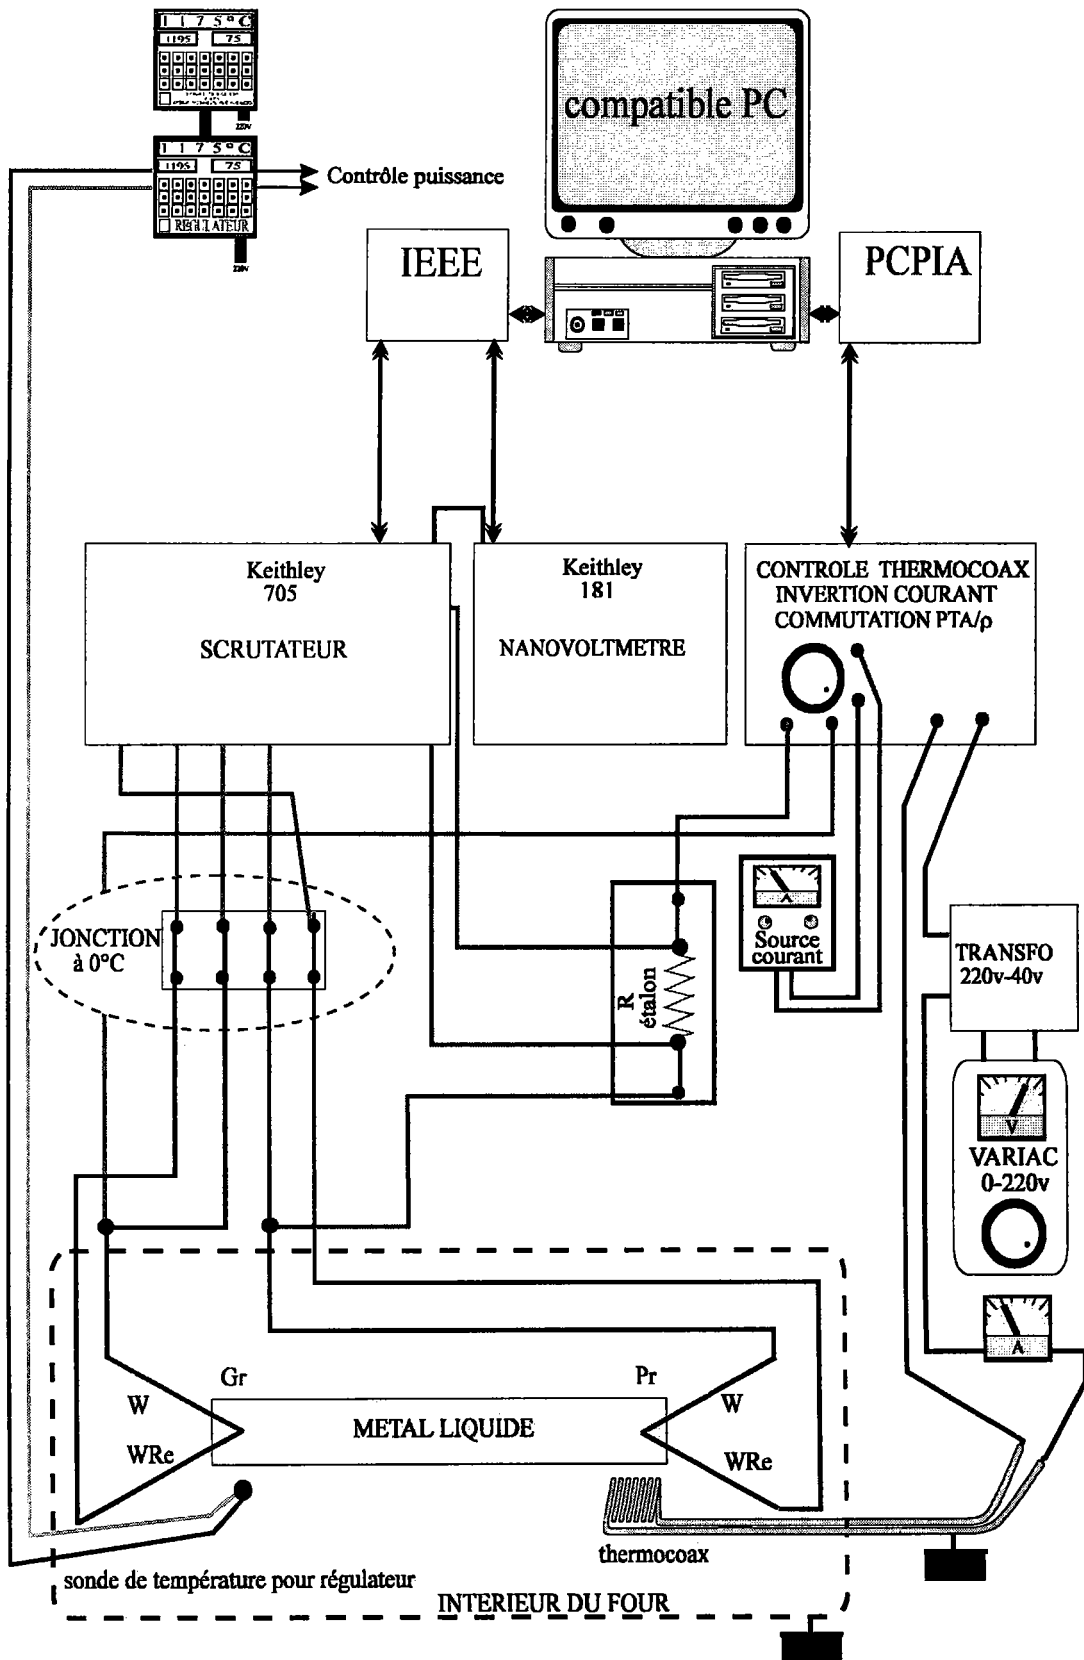 1 1 7 5°C
1195 75
220V
1 1 7 5°C
1195 75
REGULATEUR
220V
Contrôle puissance
compatible PC
IEEE
PCPIA
Keithley
705
SCRUTATEUR
Keithley
181
NANOVOLTMETRE
CONTROLE THERMOCOAX
INVERTION COURANT
COMMUTATION PTA/ρ
JONCTION
à 0°C
R
étalon
A
Source
courant
TRANSFO
220v-40v
V
VARIAC
0-220v
A
Gr
Pr
W
WRe
METAL LIQUIDE
W
WRe
thermocoax
sonde de température pour régulateur
INTERIEUR DU FOUR